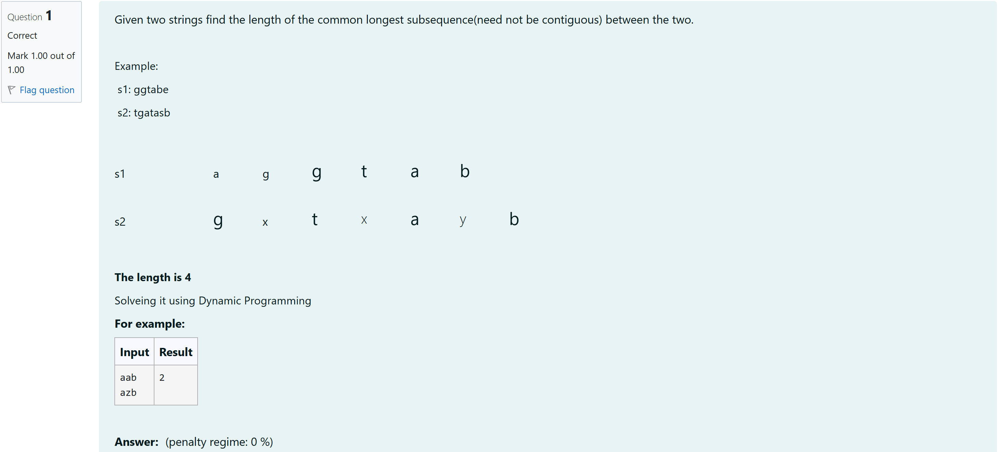 Question 1
Correct
Mark 1.00 out of
1.00
Flag question
Given two strings find the length of the common longest subsequence(need not be contiguous) between the two.
Example:
s1: ggtabe
s2: tgatasb
s1 a g g t a b
s2 g x t x a y b
The length is 4
Solveing it using Dynamic Programming
For example:
Input Result
aab 2
azb
Answer: (penalty regime: 0 %)